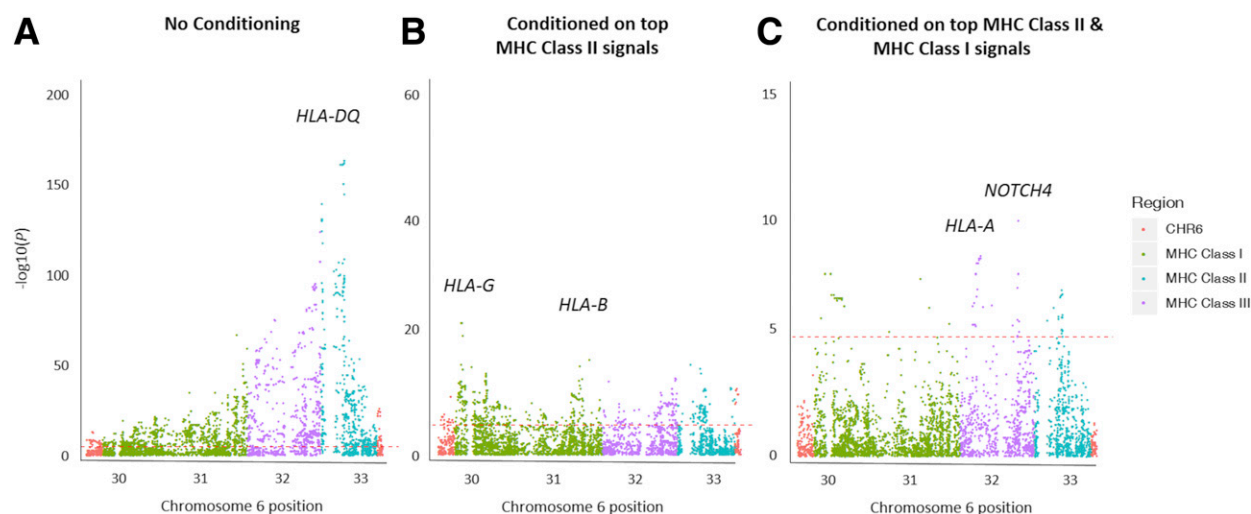 A
No Conditioning
B
Conditioned on top
MHC Class II signals
C
Conditioned on top MHC Class II &
MHC Class I signals
-log10(P)
200
150
100
50
0
HLA-DQ
30
31
32
33
Chromosome 6 position
60
40
20
0
HLA-G
HLA-B
30
31
32
33
Chromosome 6 position
15
10
5
0
HLA-A
NOTCH4
30
31
32
33
Chromosome 6 position
Region
CHR6
MHC Class I
MHC Class II
MHC Class III